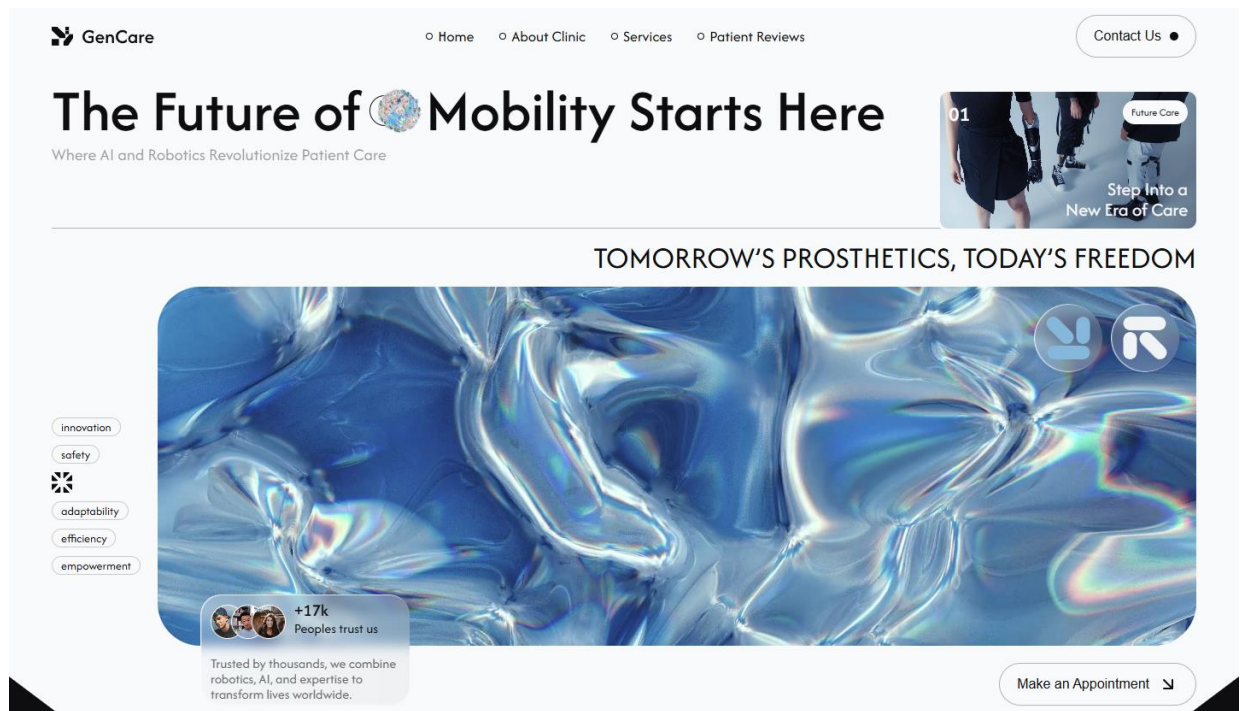 GenCare
Home
About Clinic
Services
Patient Reviews
Contact Us
The Future of Mobility Starts Here
Where AI and Robotics Revolutionize Patient Care
01
Future Care
Step Into a
New Era of Care
TOMORROW’S PROSTHETICS, TODAY’S FREEDOM
innovation
safety
adaptability
efficiency
empowerment
+17k
Peoples trust us
Trusted by thousands, we combine
robotics, AI, and expertise to
transform lives worldwide.
Make an Appointment